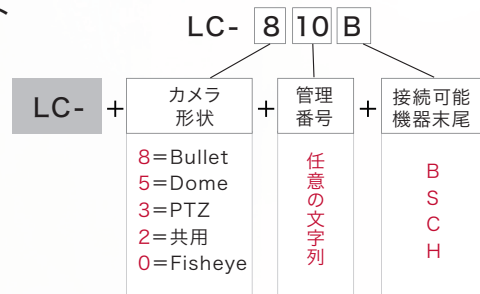 LC- 8 10 B
LC- + カメラ形状 + 管理番号 + 接続可能機器末尾
8=Bullet
5=Dome
3=PTZ
2=共用
0=Fisheye
任意の文字列
B
S
C
H